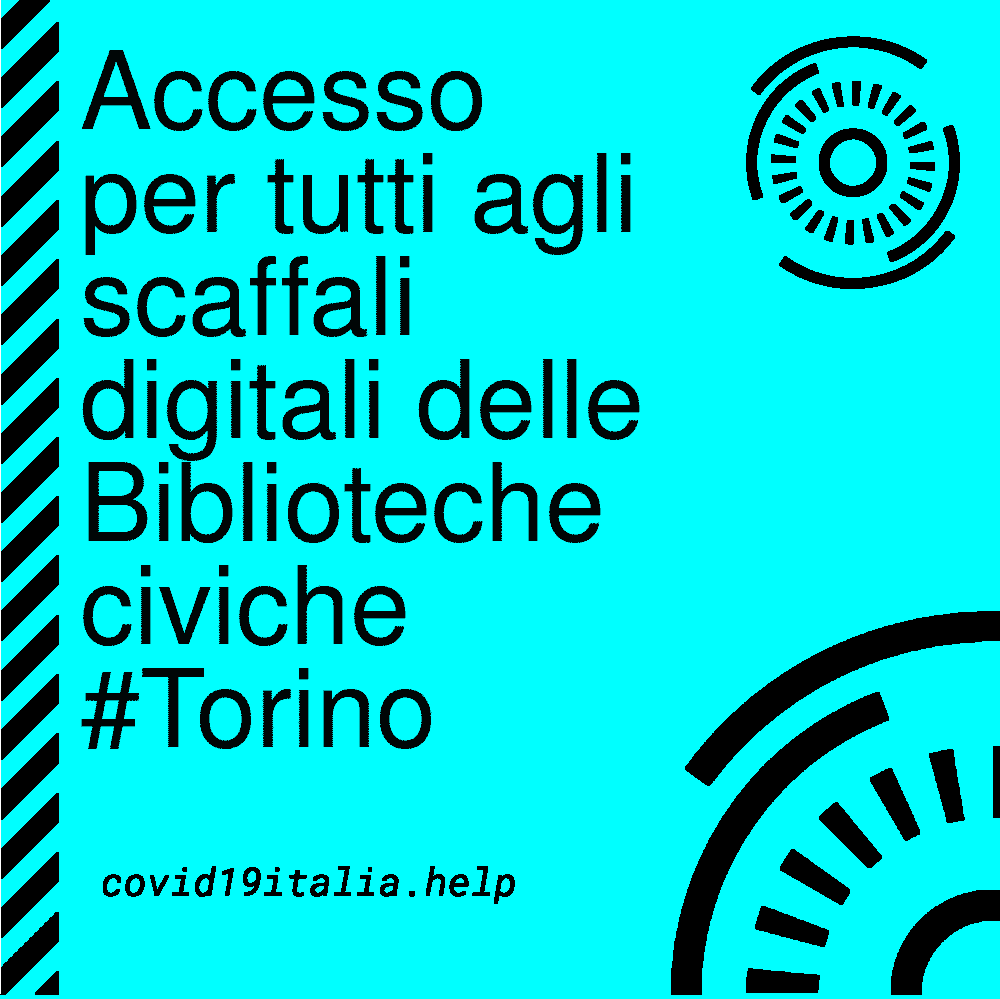 Accesso
per tutti agli
scaffali
digitali delle
Biblioteche
civiche
#Torino
covid19italia.help